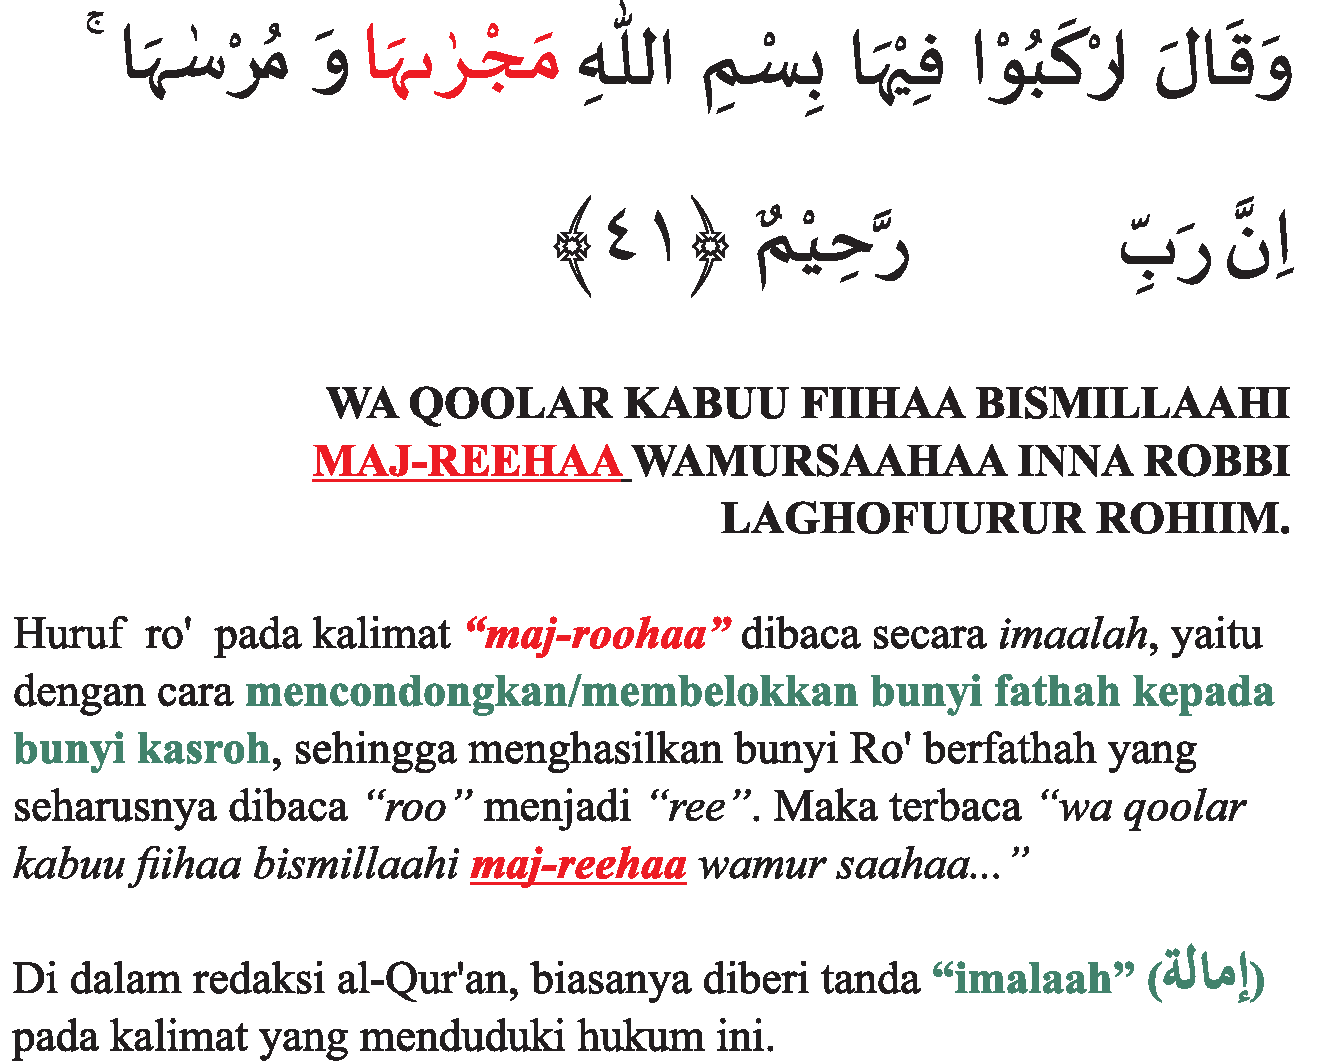 وَقَالَ ارْكَبُوْا فِيْهَا بِسْمِ اللّٰهِ مَجْرٰىهَا وَ مُرْسٰىهَا ۚ
اِنَّ رَبِّ رَّحِيْمٌ ﴿٤١﴾
WA QOOLAR KABUU FIIHAA BISMILLAAHI
MAJ-REEHAA WAMURSAAHAA INNA ROBBI
LAGHOFUURUR ROHIIM.
Huruf ro' pada kalimat “maj-roohaa” dibaca secara imaalah, yaitu
dengan cara mencondongkan/membelokkan bunyi fathah kepada
bunyi kasroh, sehingga menghasilkan bunyi Ro' berfathah yang
seharusnya dibaca “roo” menjadi “ree”. Maka terbaca “wa qoolar
kabuu fiihaa bismillaahi maj-reehaa wamur saahaa...”
Di dalam redaksi al-Qur'an, biasanya diberi tanda “imalaah” (إمالة)
pada kalimat yang menduduki hukum ini.